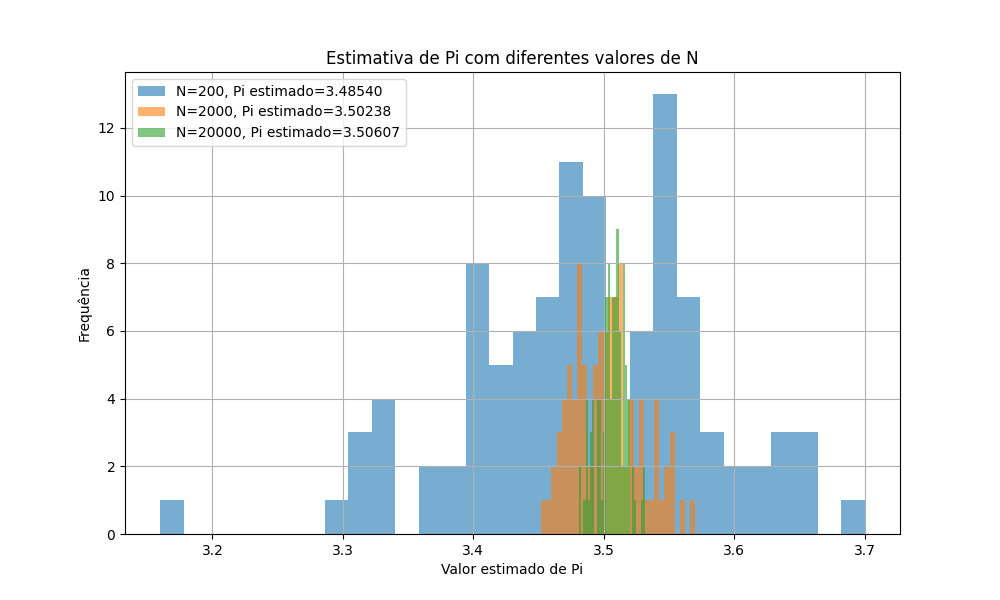 Estimativa de Pi com diferentes valores de N
N=200, Pi estimado=3.48540
N=2000, Pi estimado=3.50238
N=20000, Pi estimado=3.50607
Frequência
12
10
8
6
4
2
0
3.2 3.3 3.4 3.5 3.6 3.7
Valor estimado de Pi